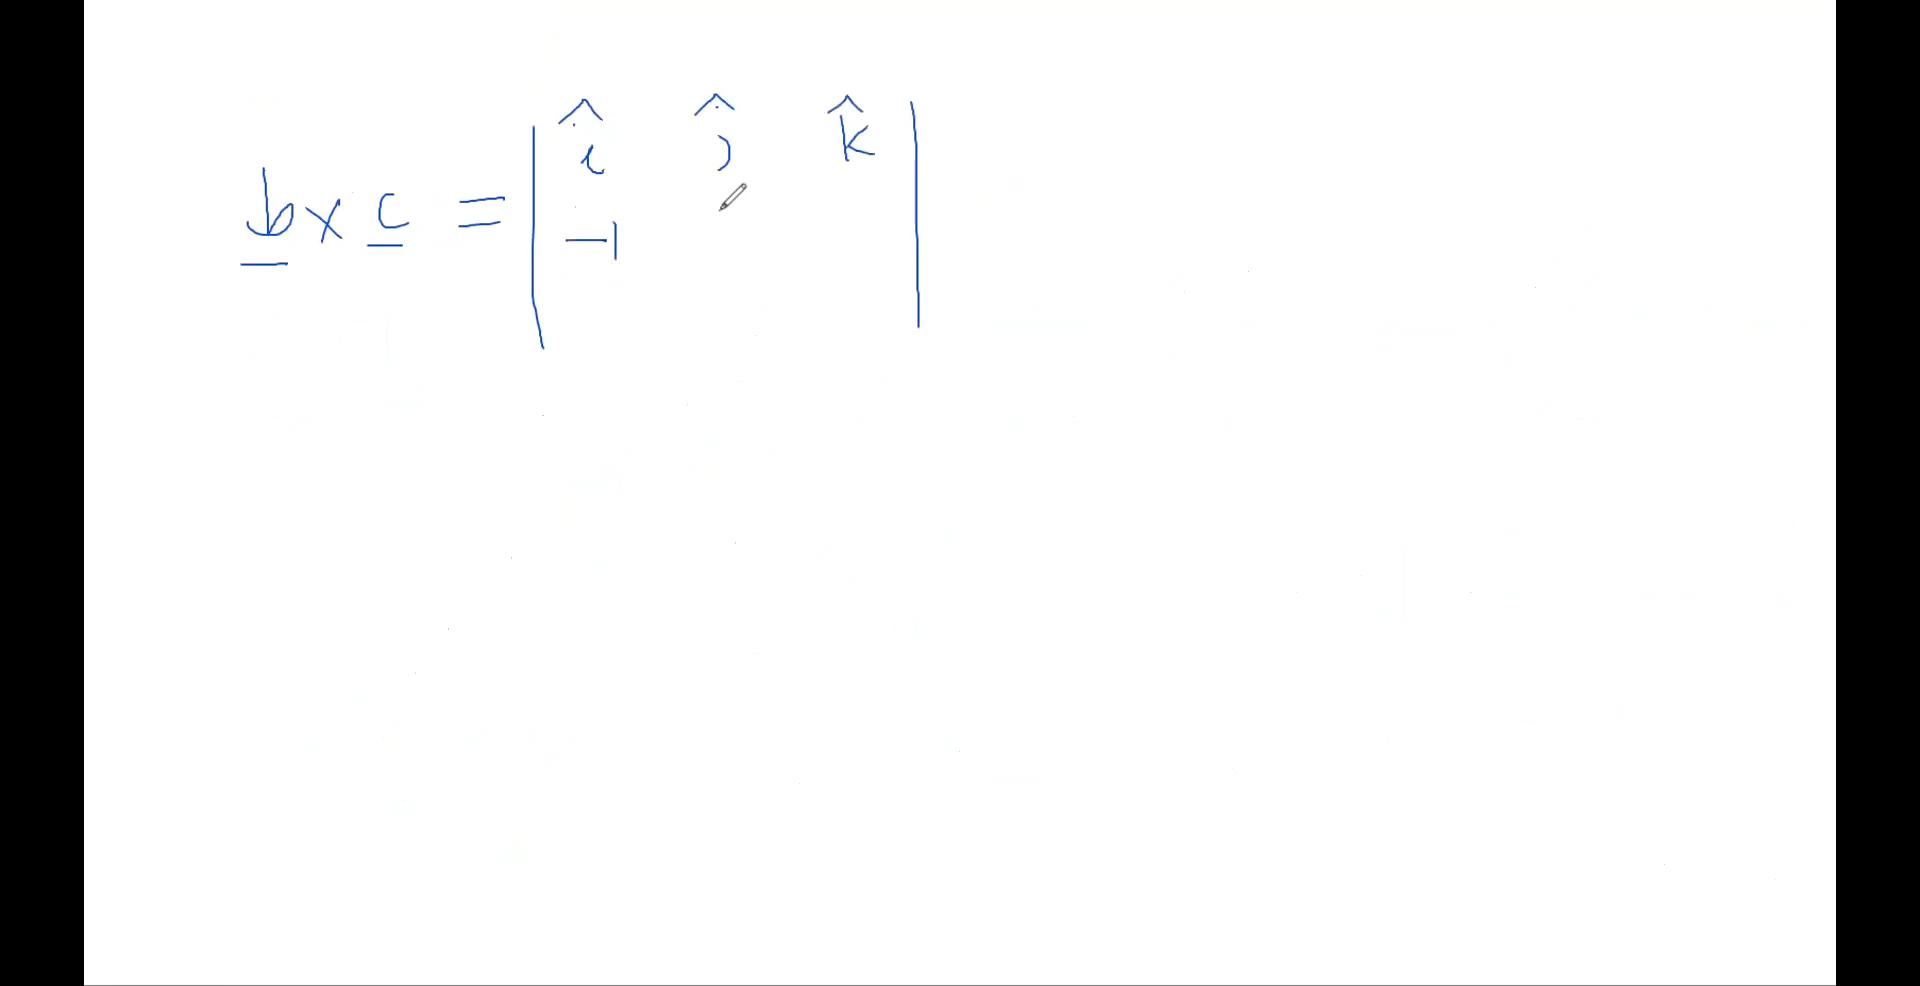 b × c = | î ĵ k̂ |
−1